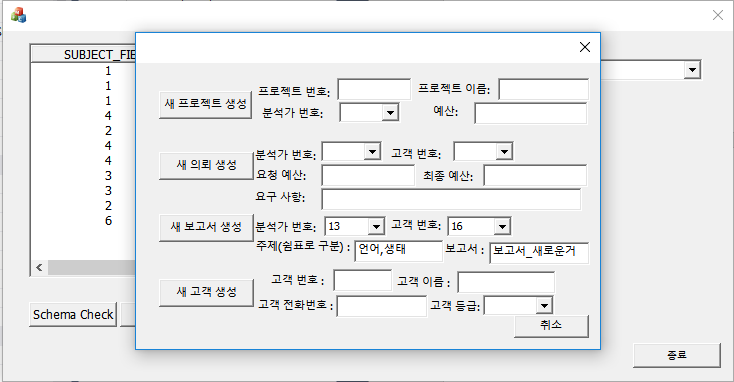 SUBJECT_FIE
1
1
1
4
2
4
4
3
3
2
6
Schema Check
새 프로젝트 생성
프로젝트 번호:
프로젝트 이름:
분석가 번호:
예산:
새 의뢰 생성
분석가 번호:
고객 번호:
요청 예산:
최종 예산:
요구 사항:
새 보고서 생성
분석가 번호: 13
고객 번호: 16
주제(쉼표로 구분) : 언어,생태
보고서 : 보고서_새로운거
새 고객 생성
고객 번호 :
고객 이름 :
고객 전화번호 :
고객 등급:
취소
종료